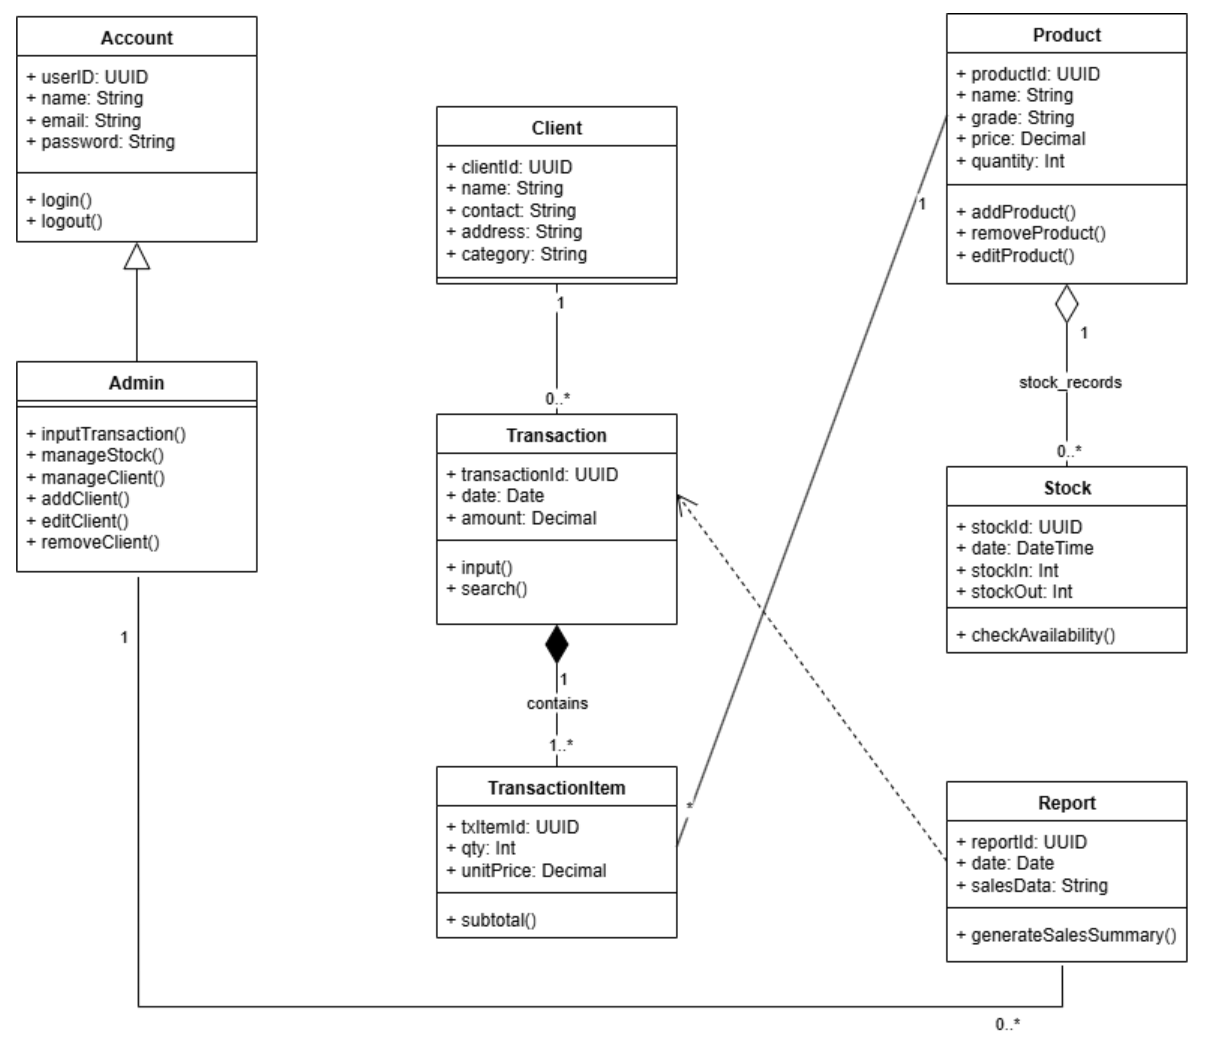 Account
+ userID: UUID
+ name: String
+ email: String
+ password: String
+ login()
+ logout()
Admin
+ inputTransaction()
+ manageStock()
+ manageClient()
+ addClient()
+ editClient()
+ removeClient()
1
Client
+ clientId: UUID
+ name: String
+ contact: String
+ address: String
+ category: String
1
0..*
Transaction
+ transactionId: UUID
+ date: Date
+ amount: Decimal
+ input()
+ search()
1
contains
1..*
TransactionItem
+ txItemId: UUID
+ qty: Int
+ unitPrice: Decimal
+ subtotal()
*
1
Product
+ productId: UUID
+ name: String
+ grade: String
+ price: Decimal
+ quantity: Int
+ addProduct()
+ removeProduct()
+ editProduct()
1
stock_records
0..*
Stock
+ stockId: UUID
+ date: DateTime
+ stockIn: Int
+ stockOut: Int
+ checkAvailability()
Report
+ reportId: UUID
+ date: Date
+ salesData: String
+ generateSalesSummary()
0..*